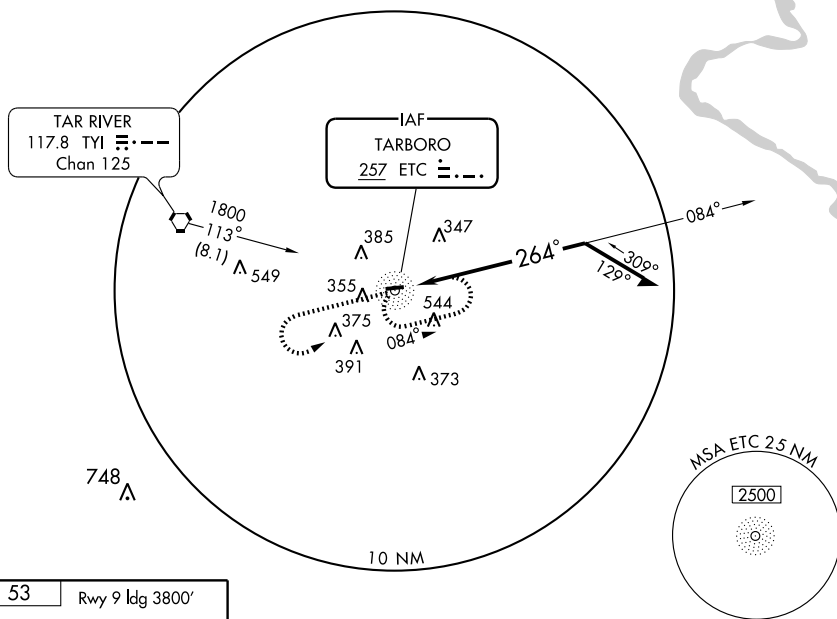 TAR RIVER
117.8 TYI
Chan 125
IAF
TARBORO
257 ETC
1800
113°
(8.1)
549
385
347
355
375
391
544
084°
373
264°
084°
309°
129°
748
10 NM
MSA ETC 25 NM
2500
53 Rwy 9 ldg 3800'